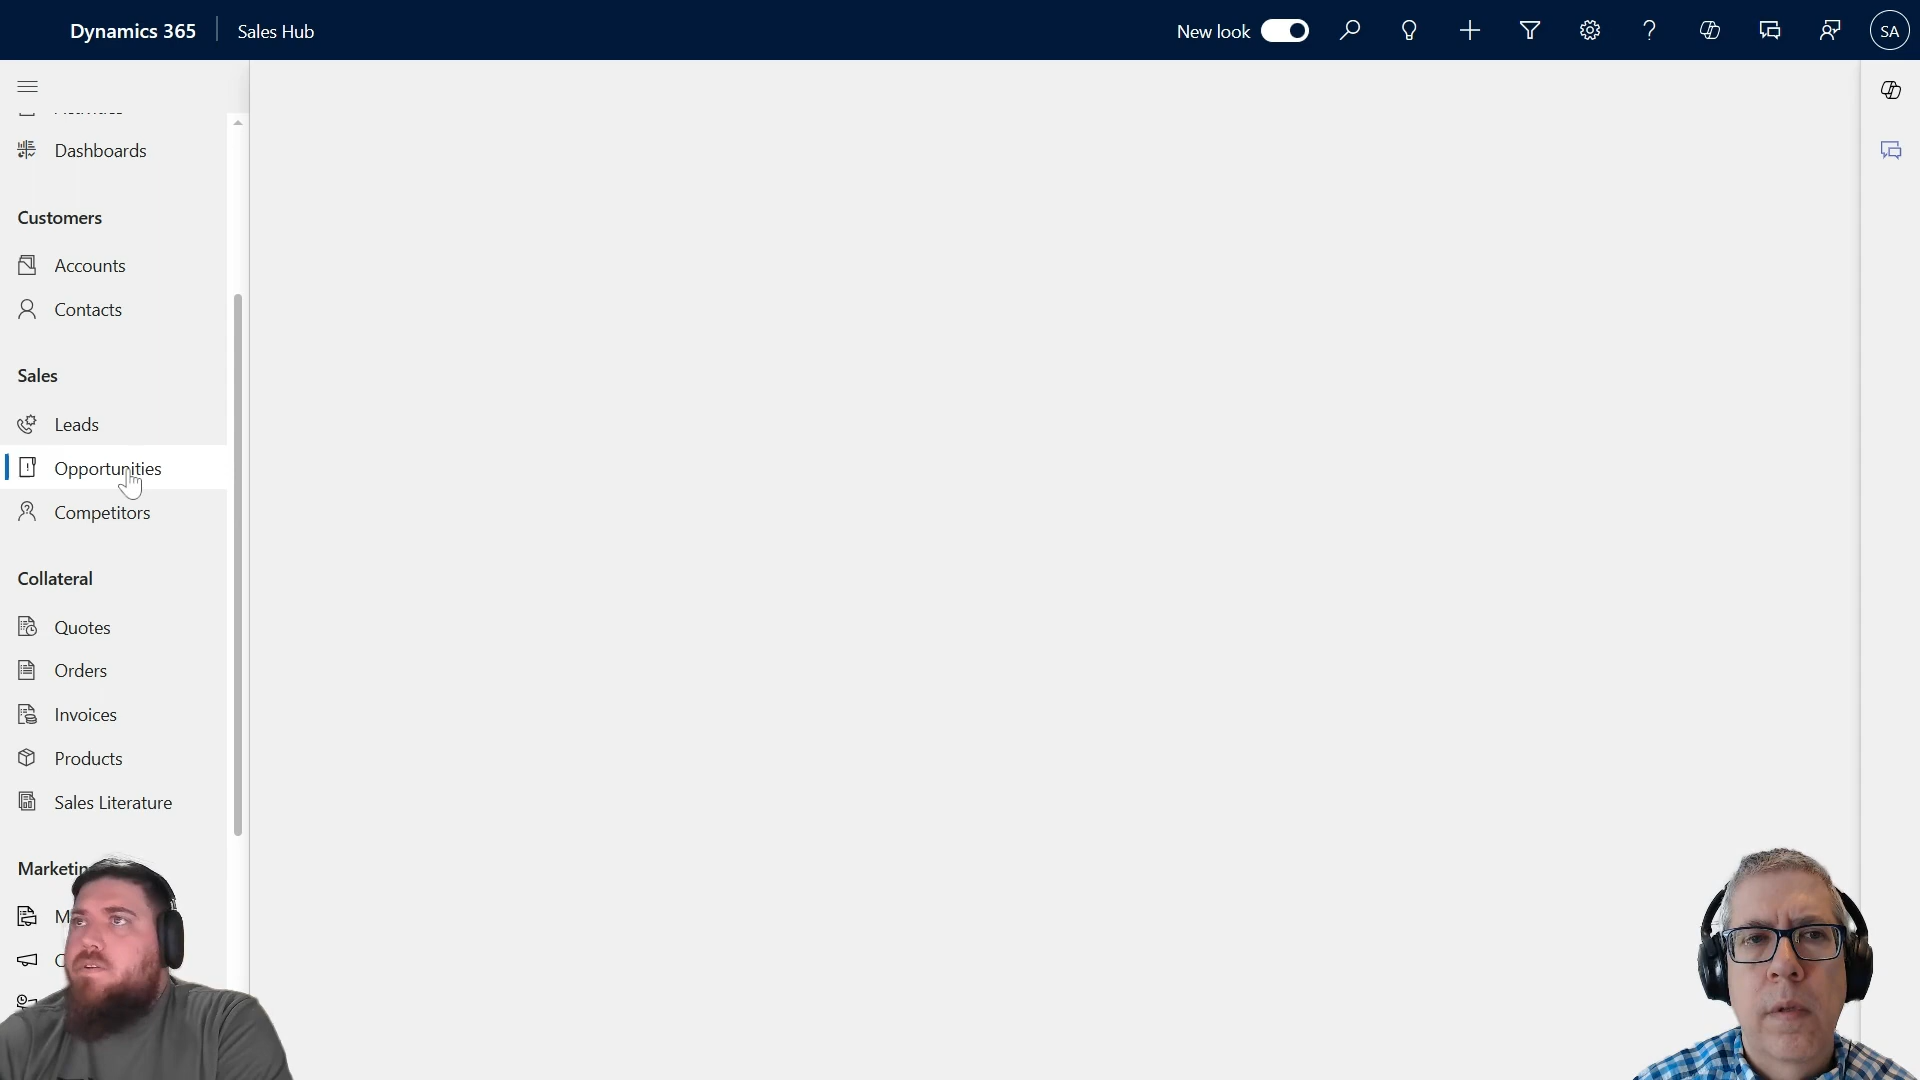 Dynamics 365
Sales Hub
New look
SA
Dashboards
Customers
Accounts
Contacts
Sales
Leads
Opportunities
Competitors
Collateral
Quotes
Orders
Invoices
Products
Sales Literature